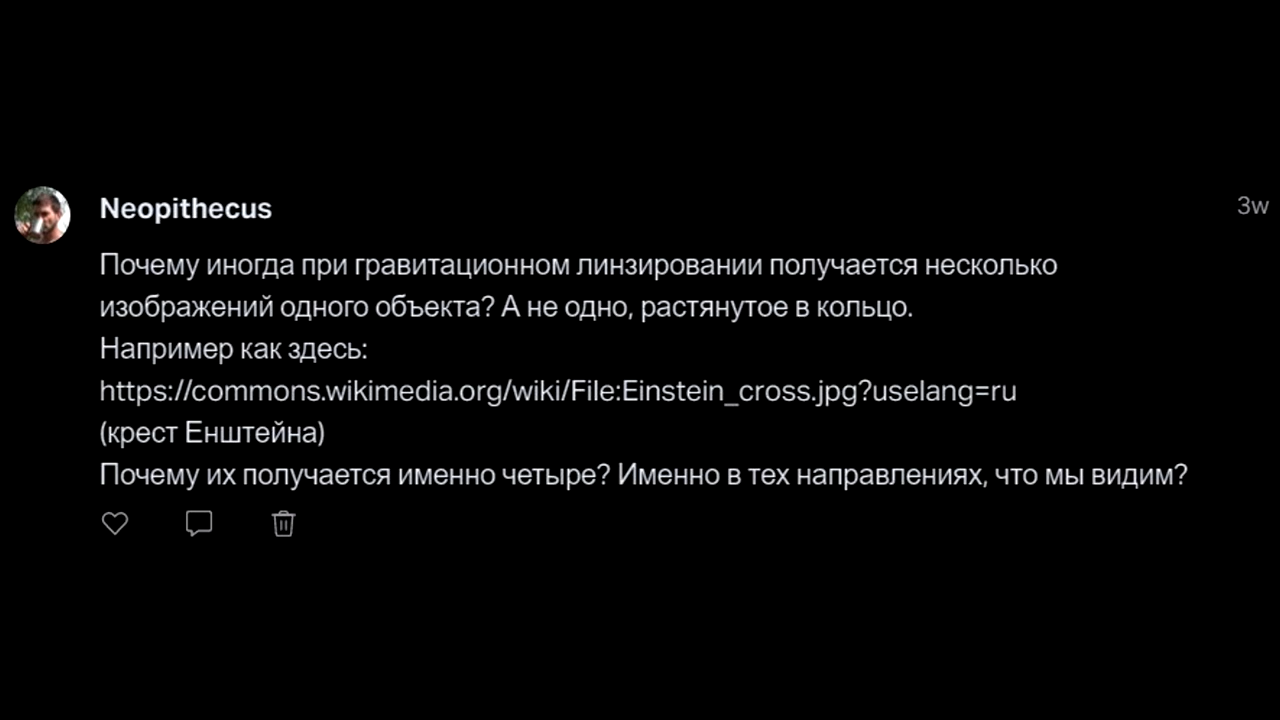 Neopithecus
3w
Почему иногда при гравитационном линзировании получается несколько
изображений одного объекта? А не одно, растянутое в кольцо.
Например как здесь:
https://commons.wikimedia.org/wiki/File:Einstein_cross.jpg?uselang=ru
(крест Енштейна)
Почему их получается именно четыре? Именно в тех направлениях, что мы видим?